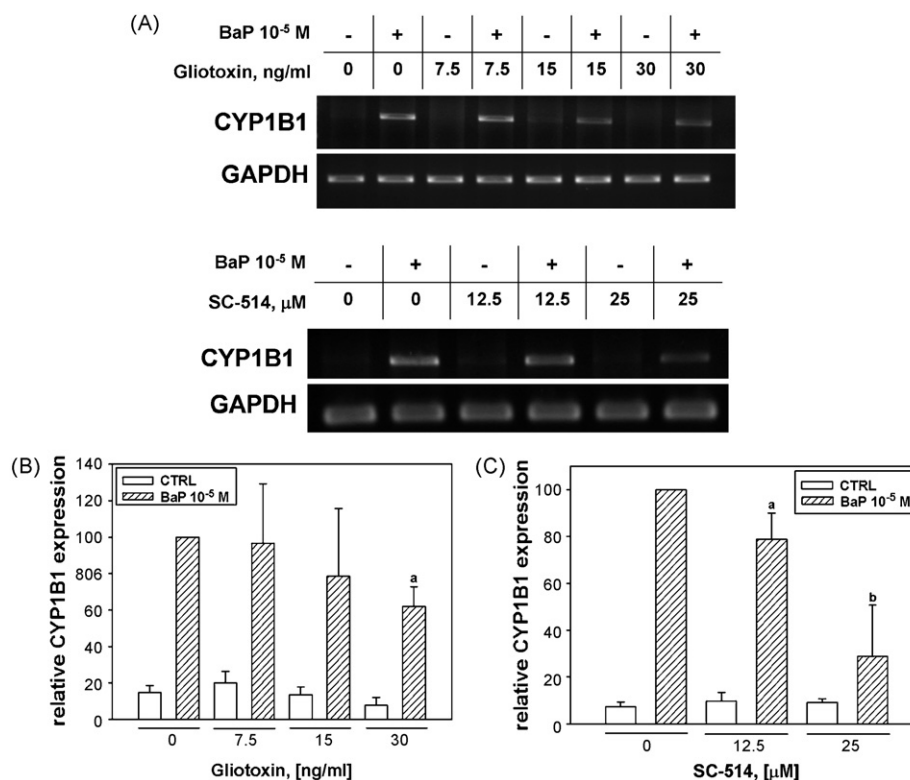 (A)
BaP 10-5 M - + - + - + - +
Gliotoxin, ng/ml 0 0 7.5 7.5 15 15 30 30
CYP1B1
GAPDH
BaP 10-5 M - + - + - +
SC-514, μM 0 0 12.5 12.5 25 25
CYP1B1
GAPDH
(B)
relative CYP1B1 expression
140
120
100
806
60
40
20
0
CTRL
BaP 10-5 M
a
0 7.5 15 30
Gliotoxin, [ng/ml]
(C)
relative CYP1B1 expression
100
80
60
40
20
0
CTRL
BaP 10-5 M
a
b
0 12.5 25
SC-514, [μM]